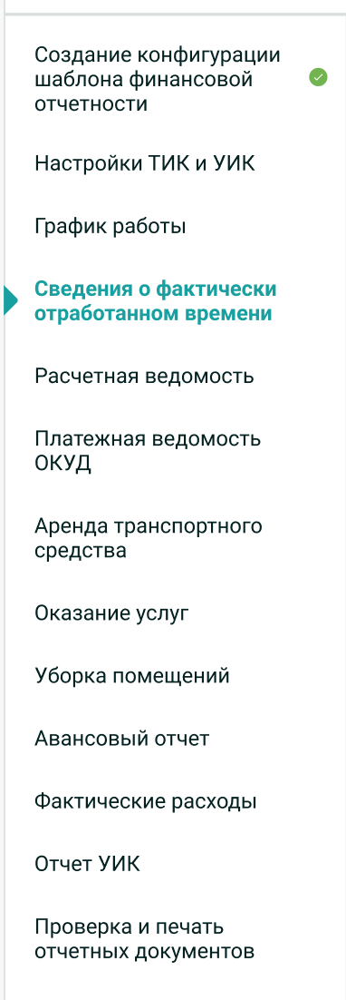 Создание конфигурации
шаблона финансовой
отчетности
Настройки ТИК и УИК
График работы
Сведения о фактически
отработанном времени
Расчетная ведомость
Платежная ведомость
ОКУД
Аренда транспортного
средства
Оказание услуг
Уборка помещений
Авансовый отчет
Фактические расходы
Отчет УИК
Проверка и печать
отчетных документов